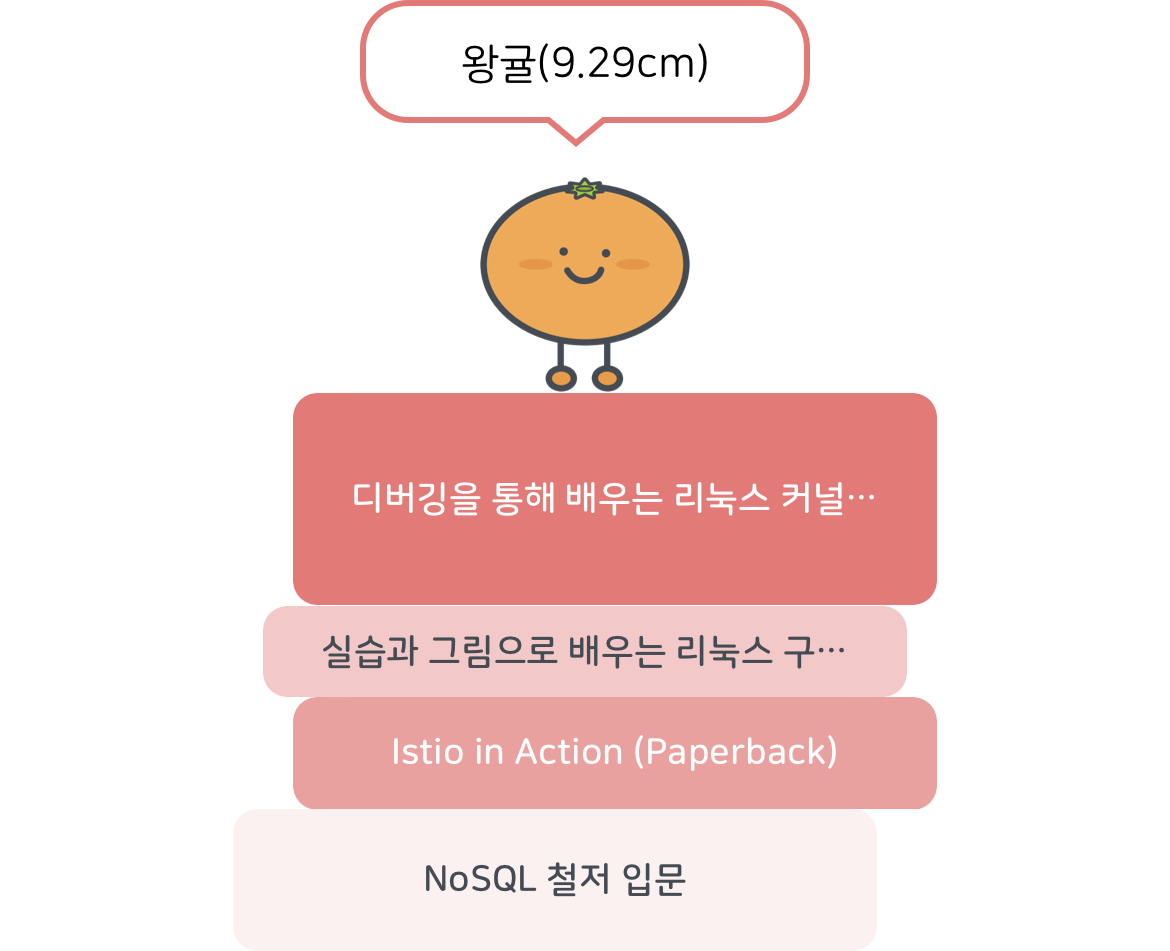 왕귤(9.29cm)
디버깅을 통해 배우는 리눅스 커널…
실습과 그림으로 배우는 리눅스 구…
Istio in Action (Paperback)
NoSQL 철저 입문